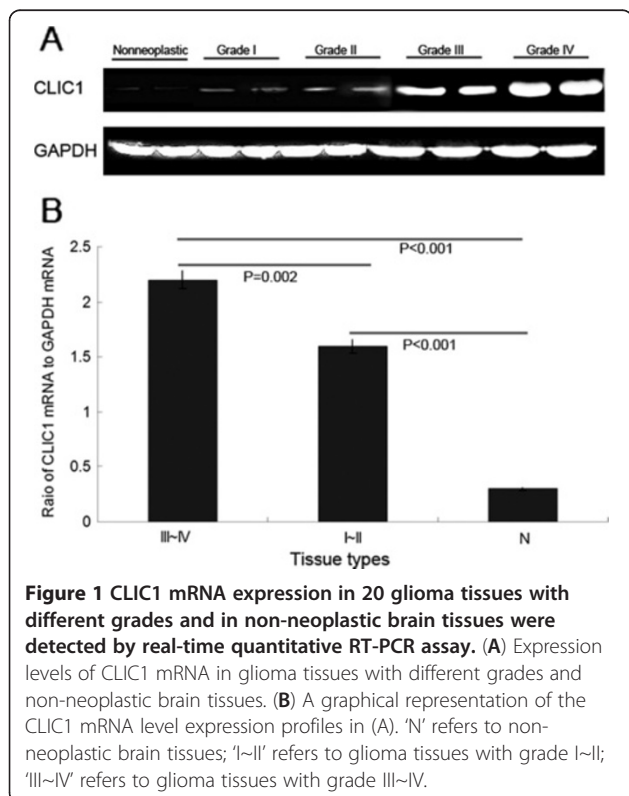 A
Nonneoplastic Grade I Grade II Grade III Grade IV
CLIC1
GAPDH
B
Raio of CLIC1 mRNA to GAPDH mRNA
2.5
2
1.5
1
0.5
0
P<0.001
P=0.002
P<0.001
III~IV I~II N
Tissue types
Figure 1 CLIC1 mRNA expression in 20 glioma tissues with
different grades and in non-neoplastic brain tissues were
detected by real-time quantitative RT-PCR assay. (A) Expression
levels of CLIC1 mRNA in glioma tissues with different grades and
non-neoplastic brain tissues. (B) A graphical representation of the
CLIC1 mRNA level expression profiles in (A). ‘N’ refers to non-
neoplastic brain tissues; ‘I~II’ refers to glioma tissues with grade I~II;
‘III~IV’ refers to glioma tissues with grade III~IV.